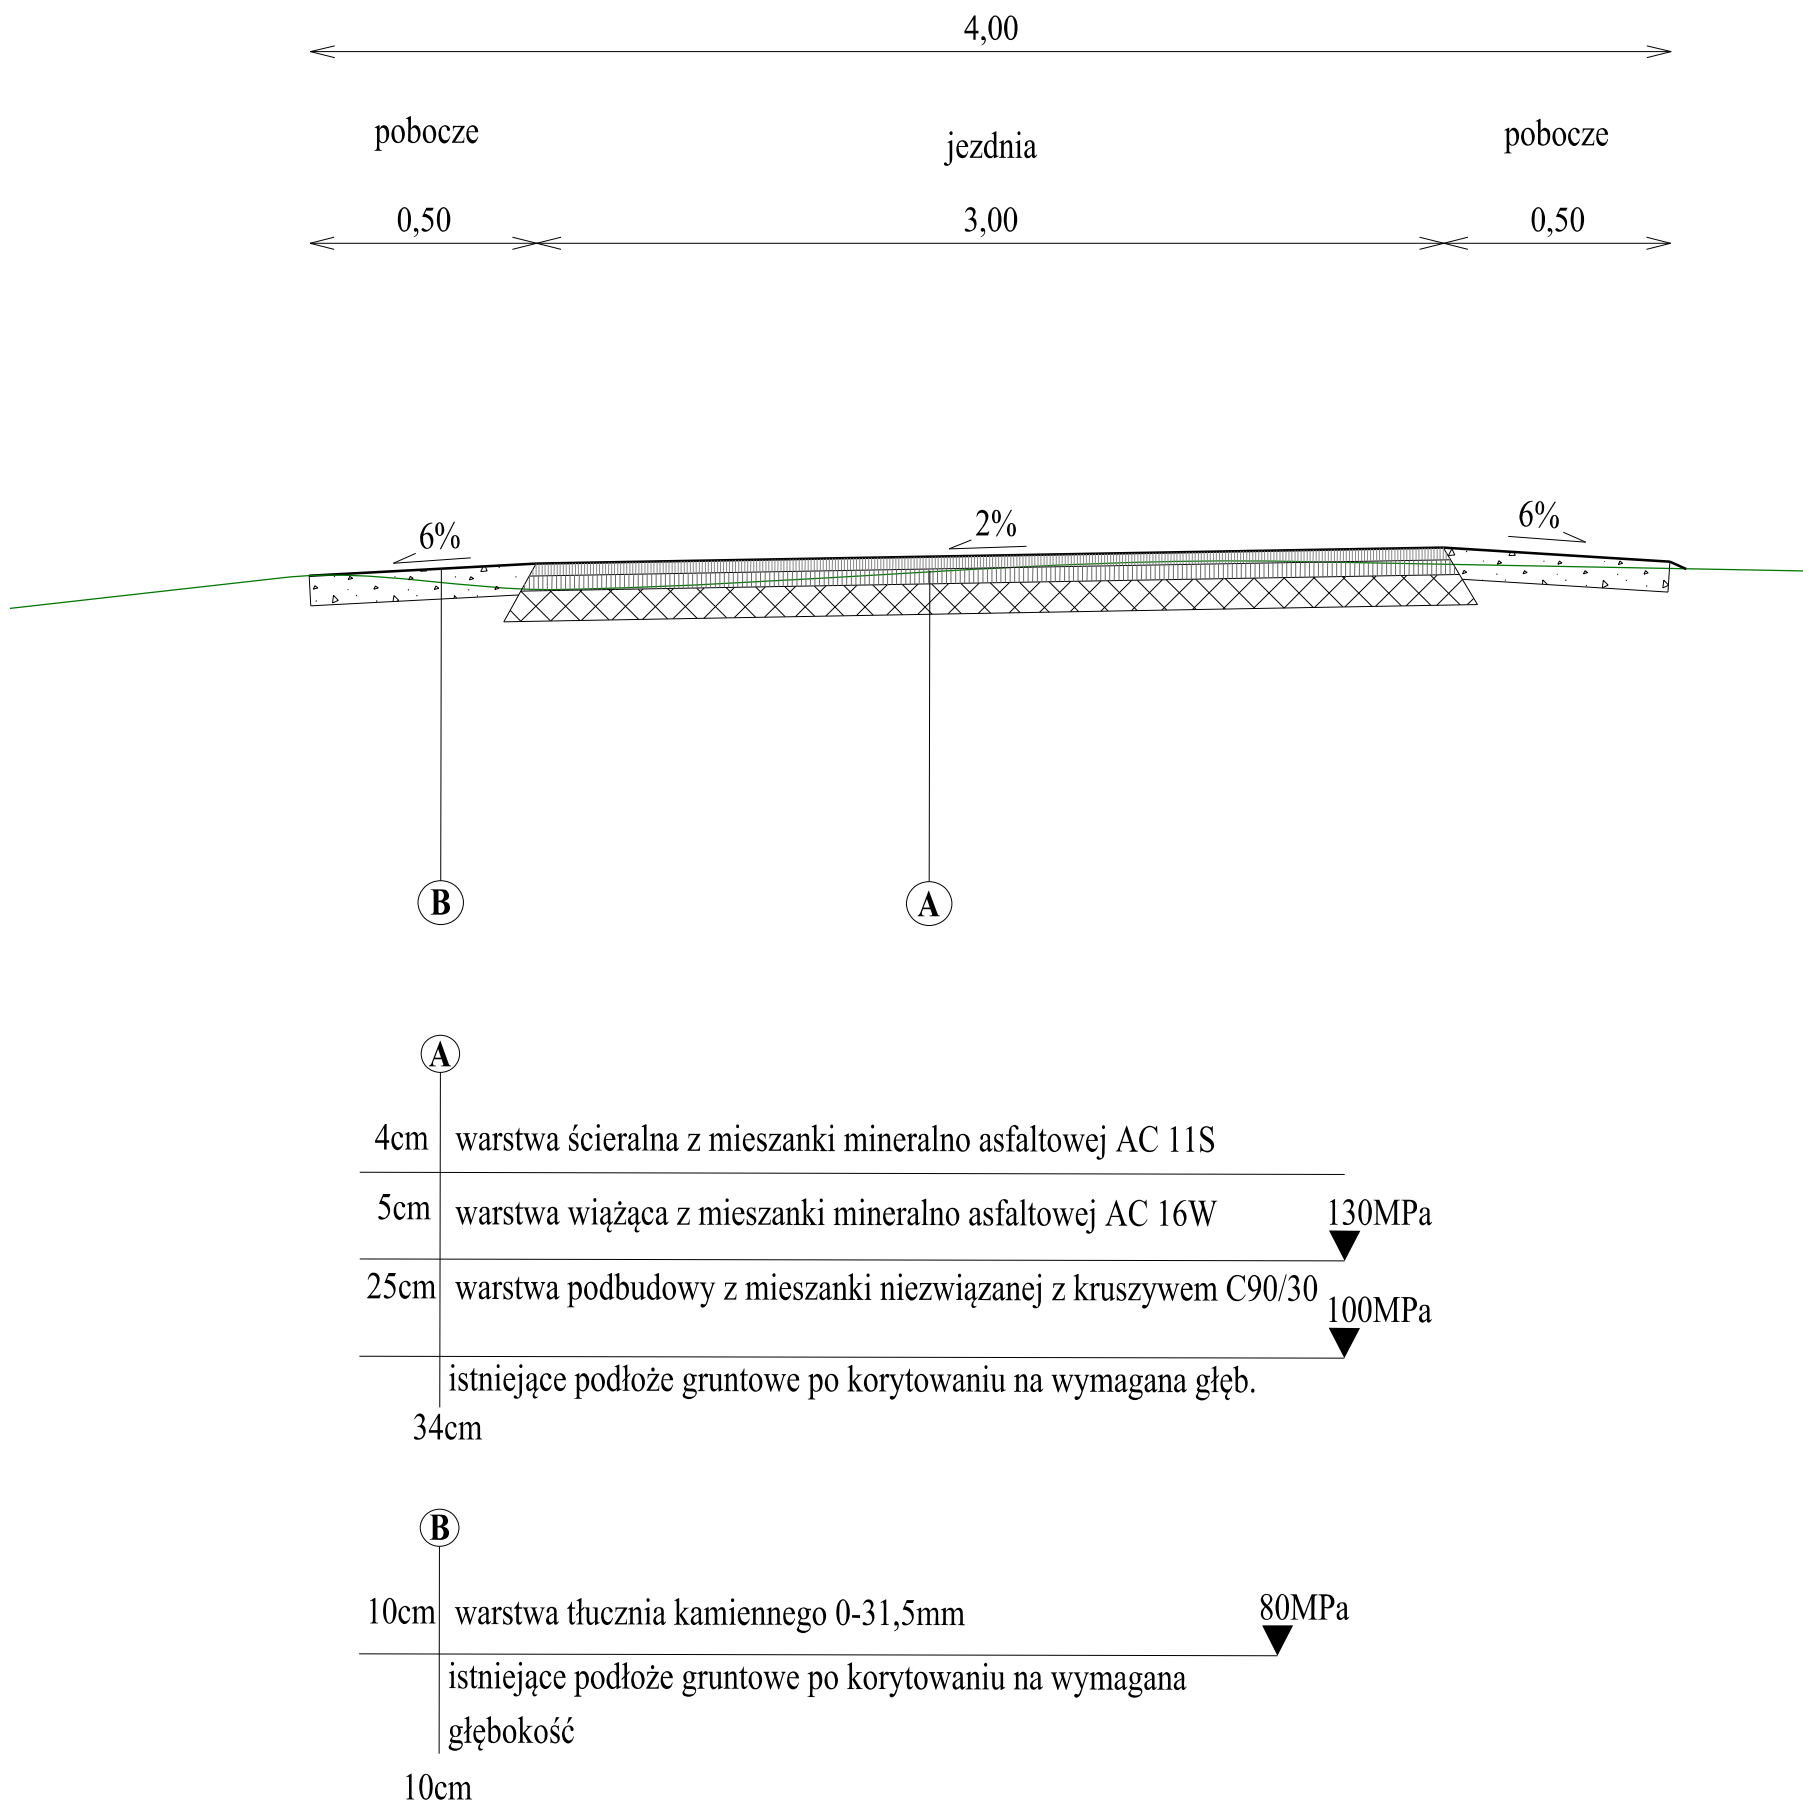 4,00
pobocze jezdnia pobocze
0,50 3,00 0,50
6% 2% 6%
B A
A
4cm warstwa ścieralna z mieszanki mineralno asfaltowej AC 11S
5cm warstwa wiążąca z mieszanki mineralno asfaltowej AC 16W 130MPa
25cm warstwa podbudowy z mieszanki niezwiązanej z kruszywem C90/30
100MPa
istniejące podłoże gruntowe po korytowaniu na wymagana głęb.
34cm
B
10cm warstwa tłucznia kamiennego 0-31,5mm 80MPa
istniejące podłoże gruntowe po korytowaniu na wymagana
głębokość
10cm